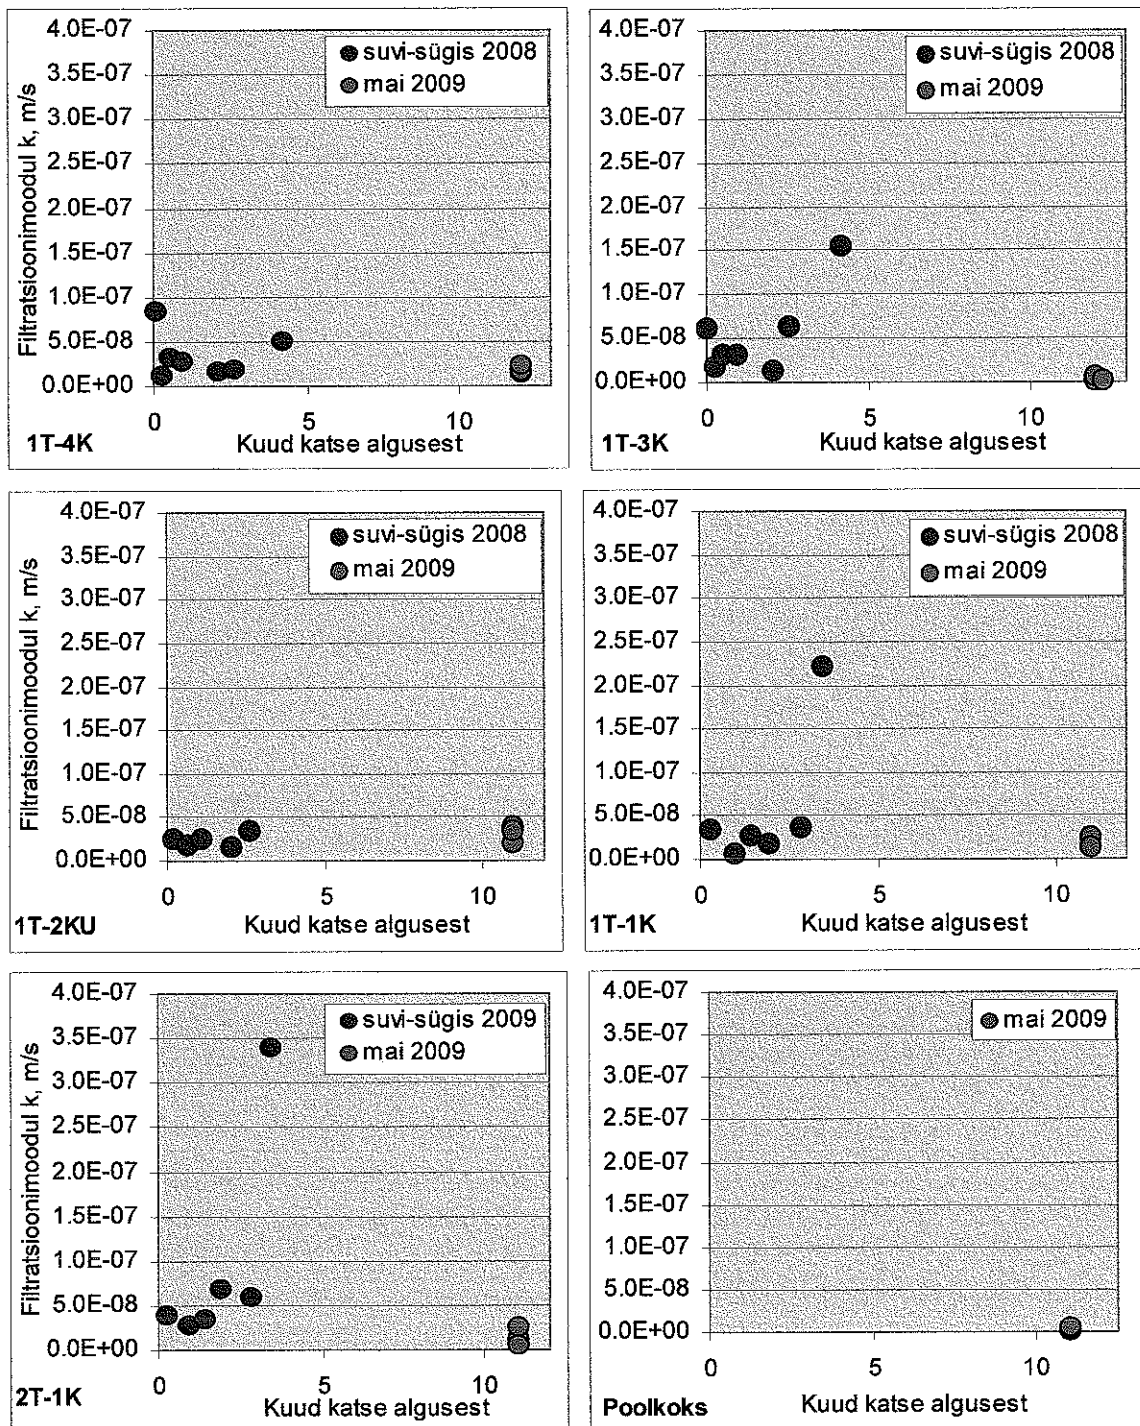 4.0E-07
3.5E-07
3.0E-07
2.5E-07
2.0E-07
1.5E-07
1.0E-07
5.0E-08
0.0E+00
Filtratsioonimoodul k, m/s
suvi-sügis 2008
mai 2009
0 5 10
1T-4K Kuud katse algusest
4.0E-07
3.5E-07
3.0E-07
2.5E-07
2.0E-07
1.5E-07
1.0E-07
5.0E-08
0.0E+00
suvi-sügis 2008
mai 2009
0 5 10
1T-3K Kuud katse algusest
4.0E-07
3.5E-07
3.0E-07
2.5E-07
2.0E-07
1.5E-07
1.0E-07
5.0E-08
0.0E+00
Filtratsioonimoodul k, m/s
suvi-sügis 2008
mai 2009
0 5 10
1T-2KU Kuud katse algusest
4.0E-07
3.5E-07
3.0E-07
2.5E-07
2.0E-07
1.5E-07
1.0E-07
5.0E-08
0.0E+00
suvi-sügis 2008
mai 2009
0 5 10
1T-1K Kuud katse algusest
4.0E-07
3.5E-07
3.0E-07
2.5E-07
2.0E-07
1.5E-07
1.0E-07
5.0E-08
0.0E+00
Filtratsioonimoodul k, m/s
suvi-sügis 2009
mai 2009
0 5 10
2T-1K Kuud katse algusest
4.0E-07
3.5E-07
3.0E-07
2.5E-07
2.0E-07
1.5E-07
1.0E-07
5.0E-08
0.0E+00
mai 2009
0 5 10
Poolkoks Kuud katse algusest